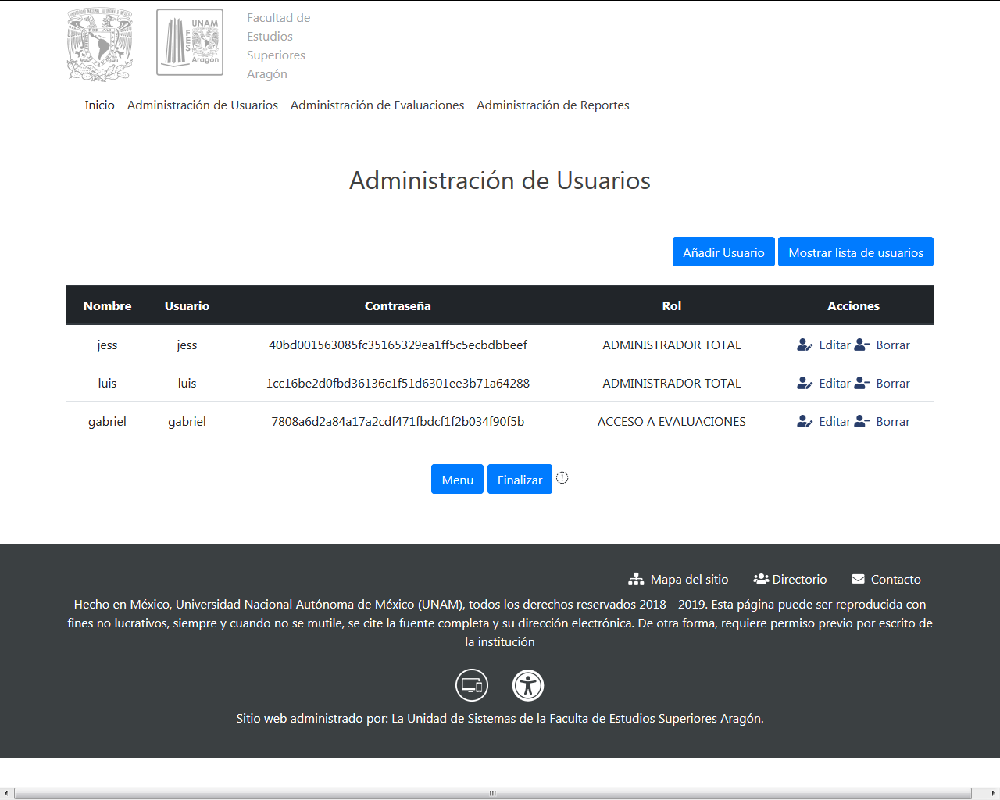 UNAM
FES
Aragón
Facultad de
Estudios
Superiores
Aragón
Inicio Administración de Usuarios Administración de Evaluaciones Administración de Reportes
Administración de Usuarios
Añadir Usuario Mostrar lista de usuarios
Nombre Usuario Contraseña Rol Acciones
jess jess 40bd001563085fc35165329ea1ff5c5ecbdbbeef ADMINISTRADOR TOTAL Editar Borrar
luis luis 1cc16be2d0fbd36136c1f51d6301ee3b71a64288 ADMINISTRADOR TOTAL Editar Borrar
gabriel gabriel 7808a6d2a84a17a2cdf471fbdcf1f2b034f90f5b ACCESO A EVALUACIONES Editar Borrar
Menu Finalizar
Mapa del sitio Directorio Contacto
Hecho en México, Universidad Nacional Autónoma de México (UNAM), todos los derechos reservados 2018 - 2019. Esta página puede ser reproducida con
fines no lucrativos, siempre y cuando no se mutile, se cite la fuente completa y su dirección electrónica. De otra forma, requiere permiso previo por escrito de
la institución
Sitio web administrado por: La Unidad de Sistemas de la Faculta de Estudios Superiores Aragón.